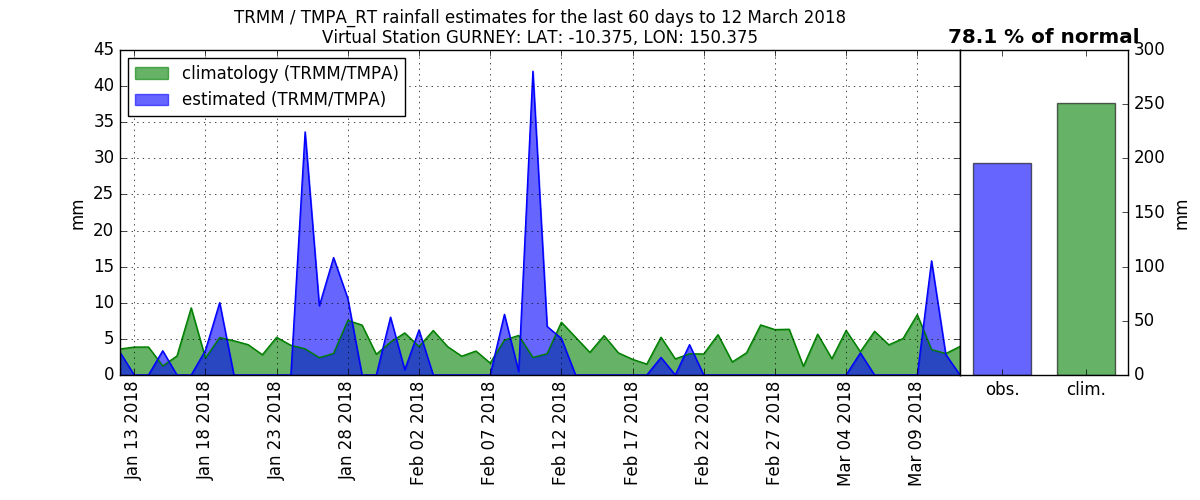 TRMM / TMPA_RT rainfall estimates for the last 60 days to 12 March 2018
Virtual Station GURNEY: LAT: -10.375, LON: 150.375
78.1 % of normal
climatology (TRMM/TMPA)
estimated (TRMM/TMPA)
mm
45
40
35
30
25
20
15
10
5
0
Jan 13 2018
Jan 18 2018
Jan 23 2018
Jan 28 2018
Feb 02 2018
Feb 07 2018
Feb 12 2018
Feb 17 2018
Feb 22 2018
Feb 27 2018
Mar 04 2018
Mar 09 2018
obs.
clim.
300
250
200
150
100
50
0
mm